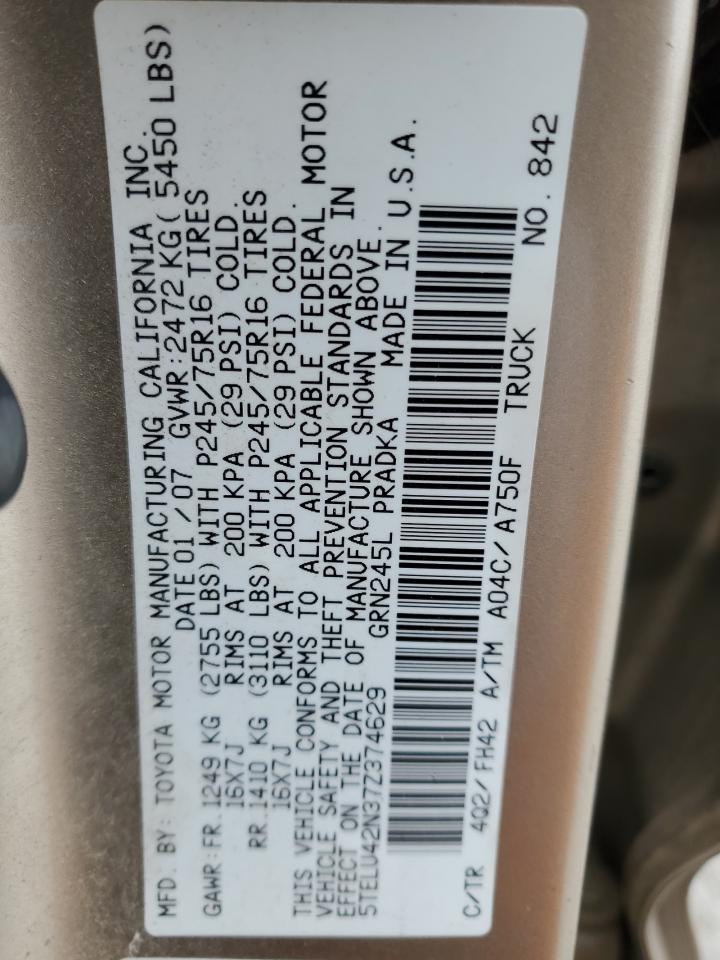 MFD. BY: TOYOTA MOTOR MANUFACTURING CALIFORNIA INC.
DATE 01 / 07 GVWR:2472 KG( 5450 LBS)
GAWR:FR.1249 KG (2755 LBS) WITH P245/75R16 TIRES
16X7J RIMS AT 200 KPA (29 PSI) COLD.
RR.1410 KG (3110 LBS) WITH P245/75R16 TIRES
16X7J RIMS AT 200 KPA (29 PSI) COLD.
THIS VEHICLE CONFORMS TO ALL APPLICABLE FEDERAL MOTOR
VEHICLE SAFETY AND THEFT PREVENTION STANDARDS IN
EFFECT ON THE DATE OF MANUFACTURE SHOWN ABOVE.
5TELU42N37Z374629 GRN245L PRADKA MADE IN U.S.A.
C/TR 4Q2/FH42 A/TM A04C/A750F TRUCK NO. 842